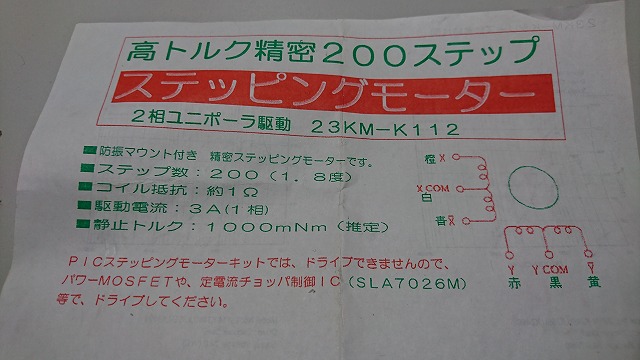 高トルク精密200ステップ
ステッピングモーター
2相ユニポーラ駆動 23KM-K112
■防振マウント付き 精密ステッピングモーターです。
■ステップ数:200(1.8度)
■コイル抵抗:約1Ω
■駆動電流:3A(1相)
■静止トルク:1000mNm(推定)
橙 X
X COM
白
青 X̅
Y Y COM Y̅
赤 黒 黄
PICステッピングモーターキットでは、ドライブできませんので、
パワーMOSFETや、定電流チョッパ制御IC(SLA7026M)
等で、ドライブしてください。